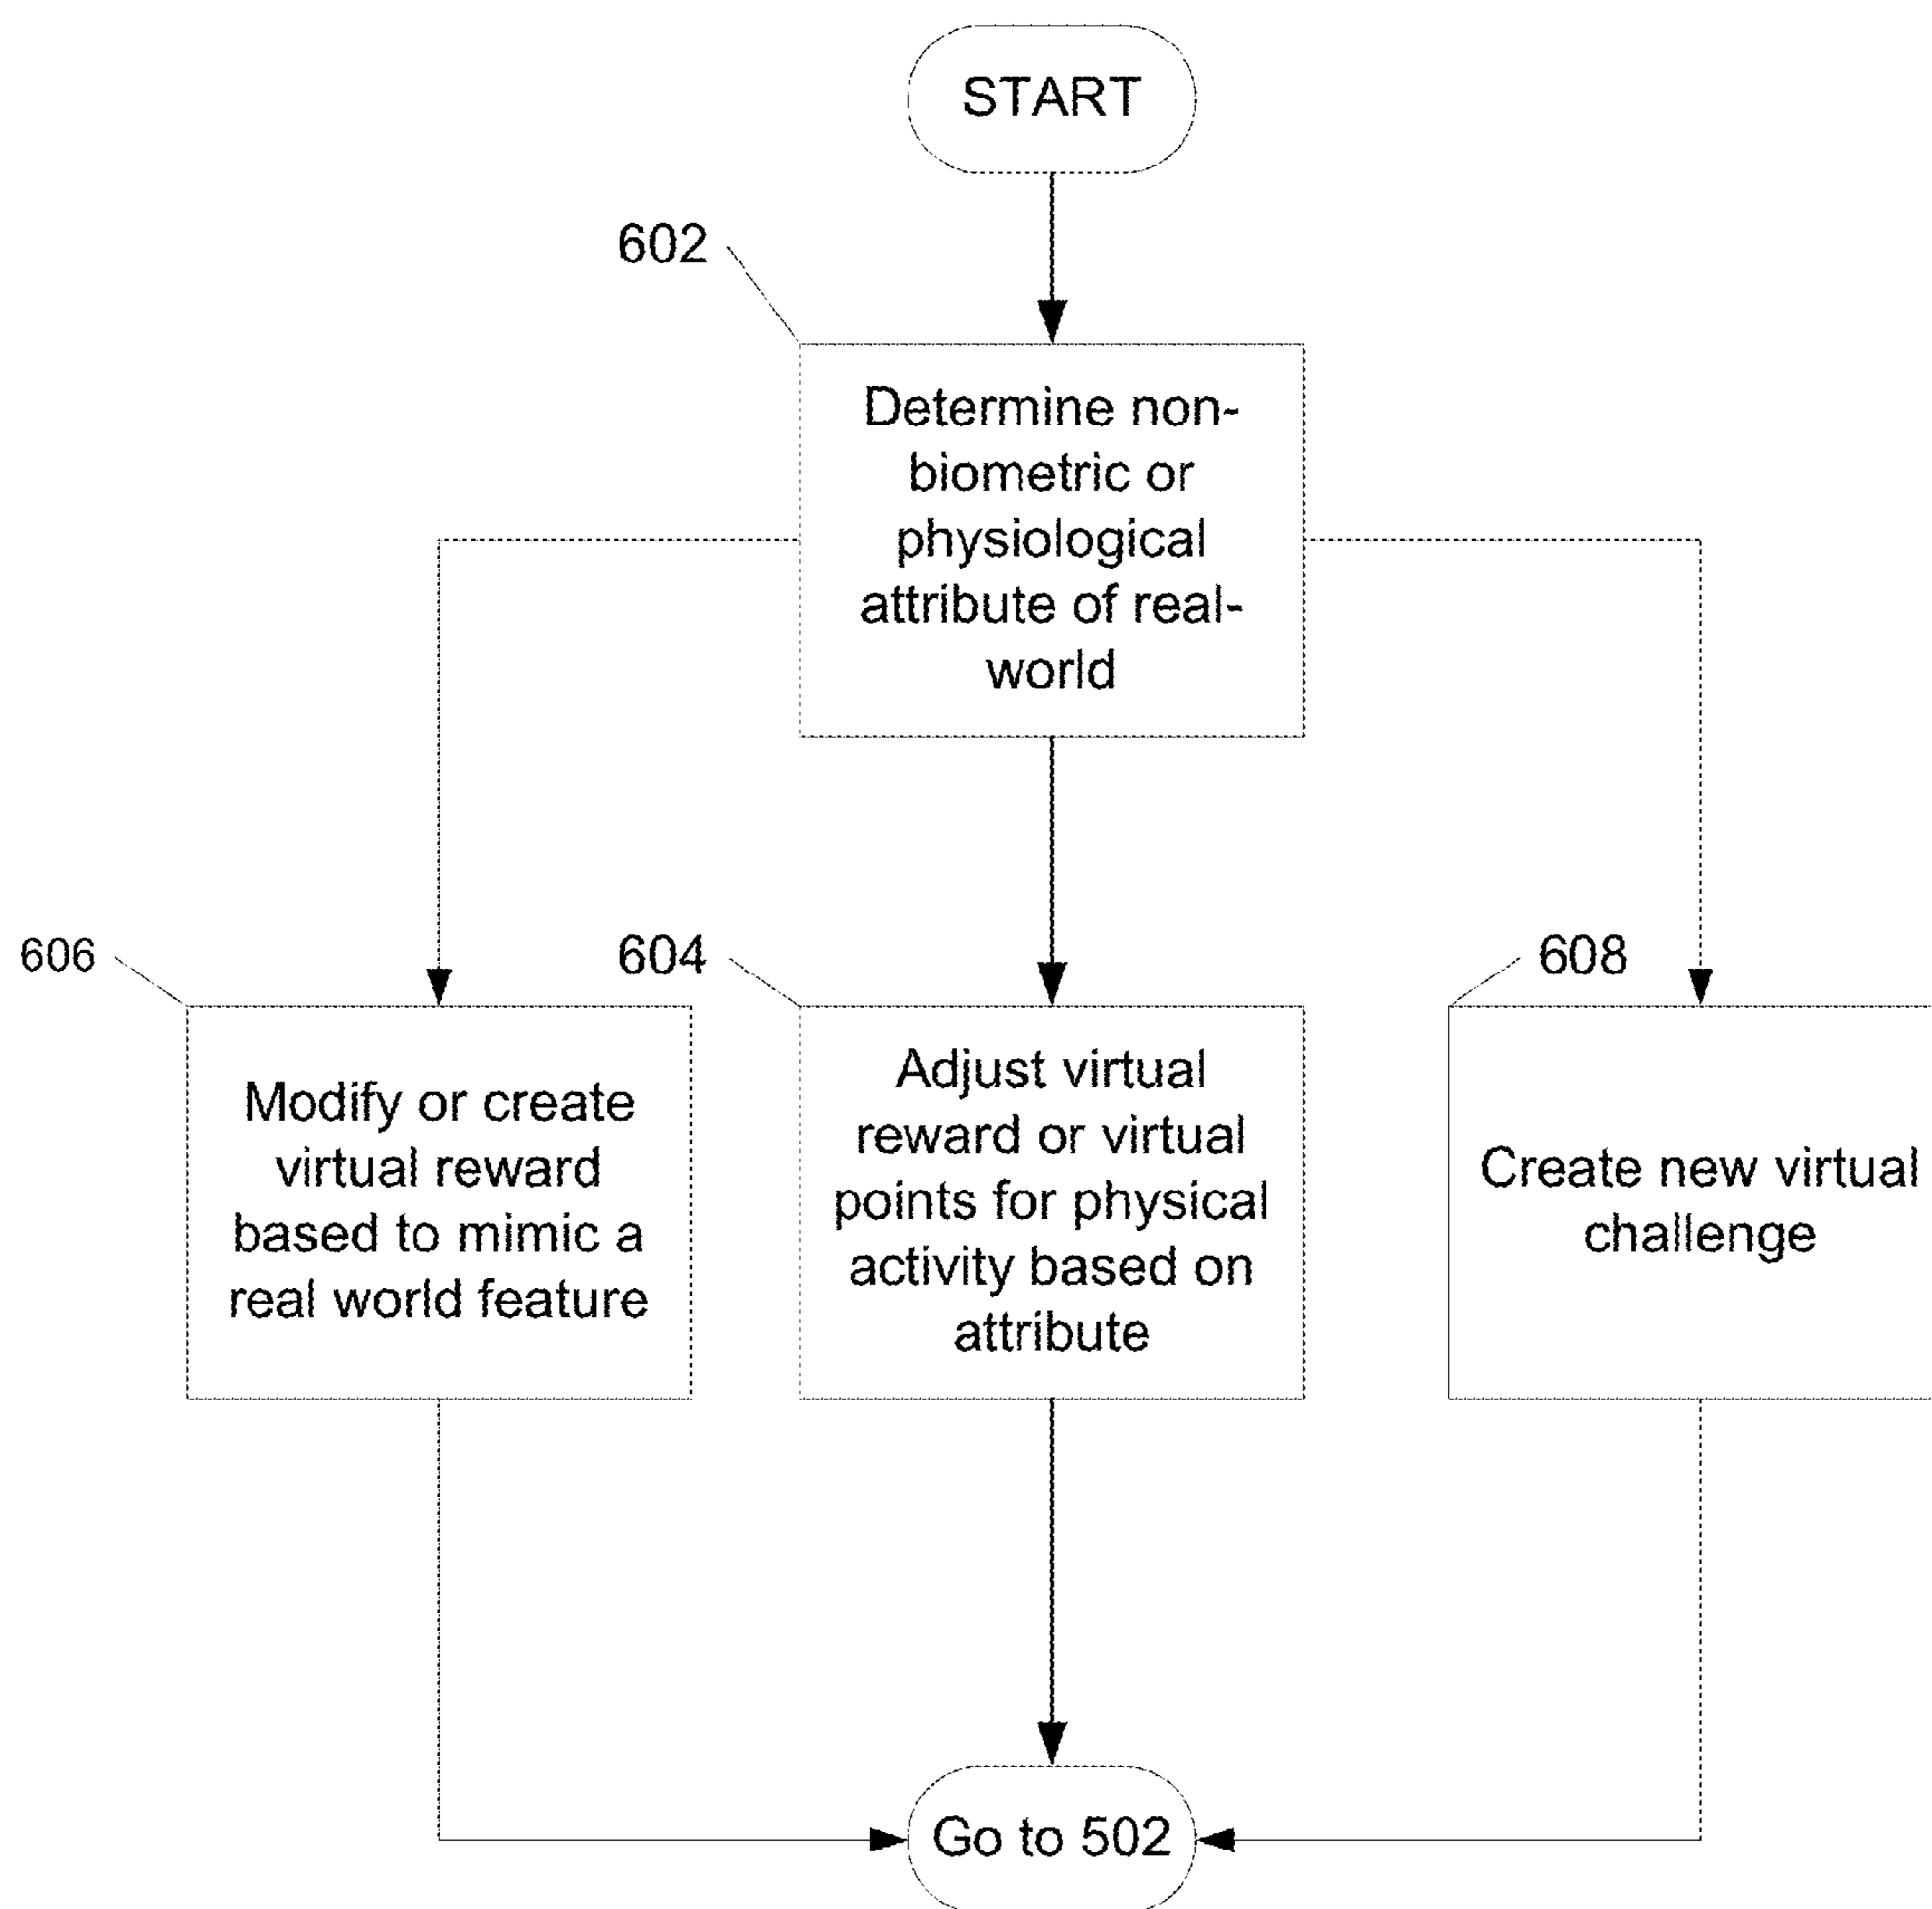 START
602
Determine non-
biometric or
physiological
attribute of real-
world
606
604
608
Modify or create
virtual reward
based to mimic a
real world feature
Adjust virtual
reward or virtual
points for physical
activity based on
attribute
Create new virtual
challenge
Go to 502